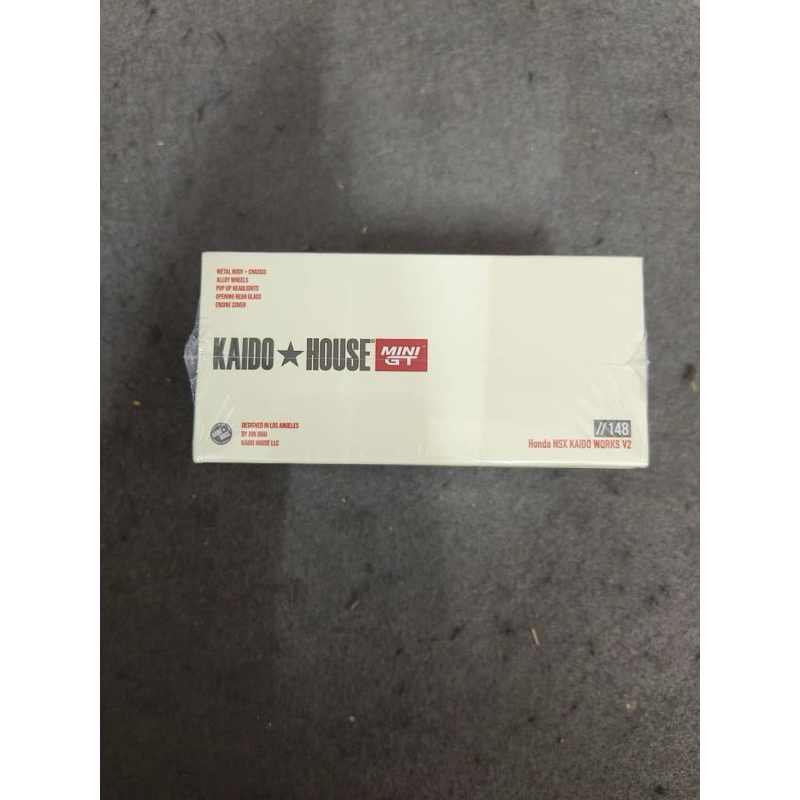 METAL BODY + CHASSIS
ALLOY WHEELS
POP UP HEADLIGHTS
OPENING REAR GLASS
ENGINE COVER
KAIDO★HOUSE® MINI GT
DESIGNED IN LOS ANGELES
BY JUN IMAI
KAIDO HOUSE LLC
//148
Honda NSX KAIDO WORKS V2